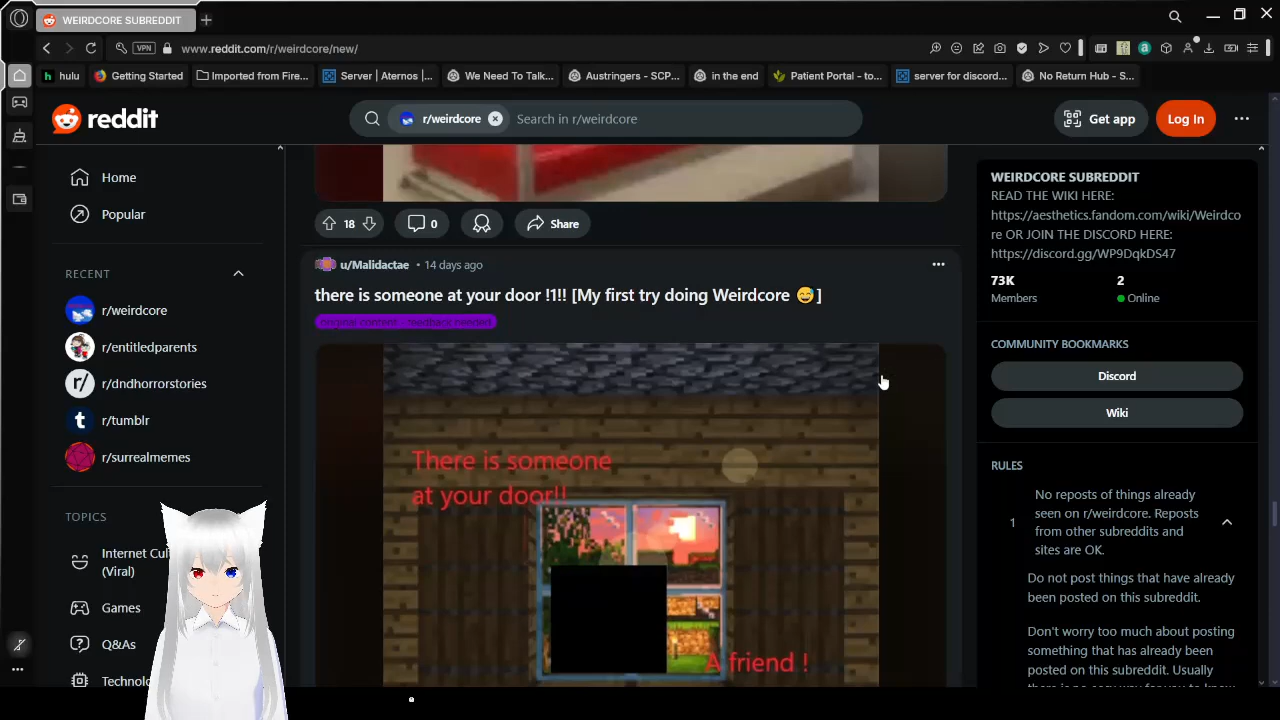 WEIRDCORE SUBREDDIT
VPN
www.reddit.com/r/weirdcore/new/
hulu
Getting Started
Imported from Fire...
Server | Aternos |...
We Need To Talk...
Austringers - SCP...
in the end
Patient Portal - to...
server for discord...
No Return Hub - S...
reddit
r/weirdcore
Search in r/weirdcore
Get app
Log In
Home
Popular
RECENT
r/weirdcore
r/entitledparents
r/dndhorrorstories
r/tumblr
r/surrealmemes
TOPICS
Internet Cul
(Viral)
Games
Q&As
Technolo
18
0
Share
u/Malidactae • 14 days ago
there is someone at your door !1!! [My first try doing Weirdcore 😅 ]
original content - feedback needed
There is someone
at your door!!
A friend !
WEIRDCORE SUBREDDIT
READ THE WIKI HERE:
https://aesthetics.fandom.com/wiki/Weirdco
re OR JOIN THE DISCORD HERE:
https://discord.gg/WP9DqkDS47
73K
Members
2
Online
COMMUNITY BOOKMARKS
Discord
Wiki
RULES
1
No reposts of things already
seen on r/weirdcore. Reposts
from other subreddits and
sites are OK.
Do not post things that have already
been posted on this subreddit.
Don't worry too much about posting
something that has already been
posted on this subreddit. Usually